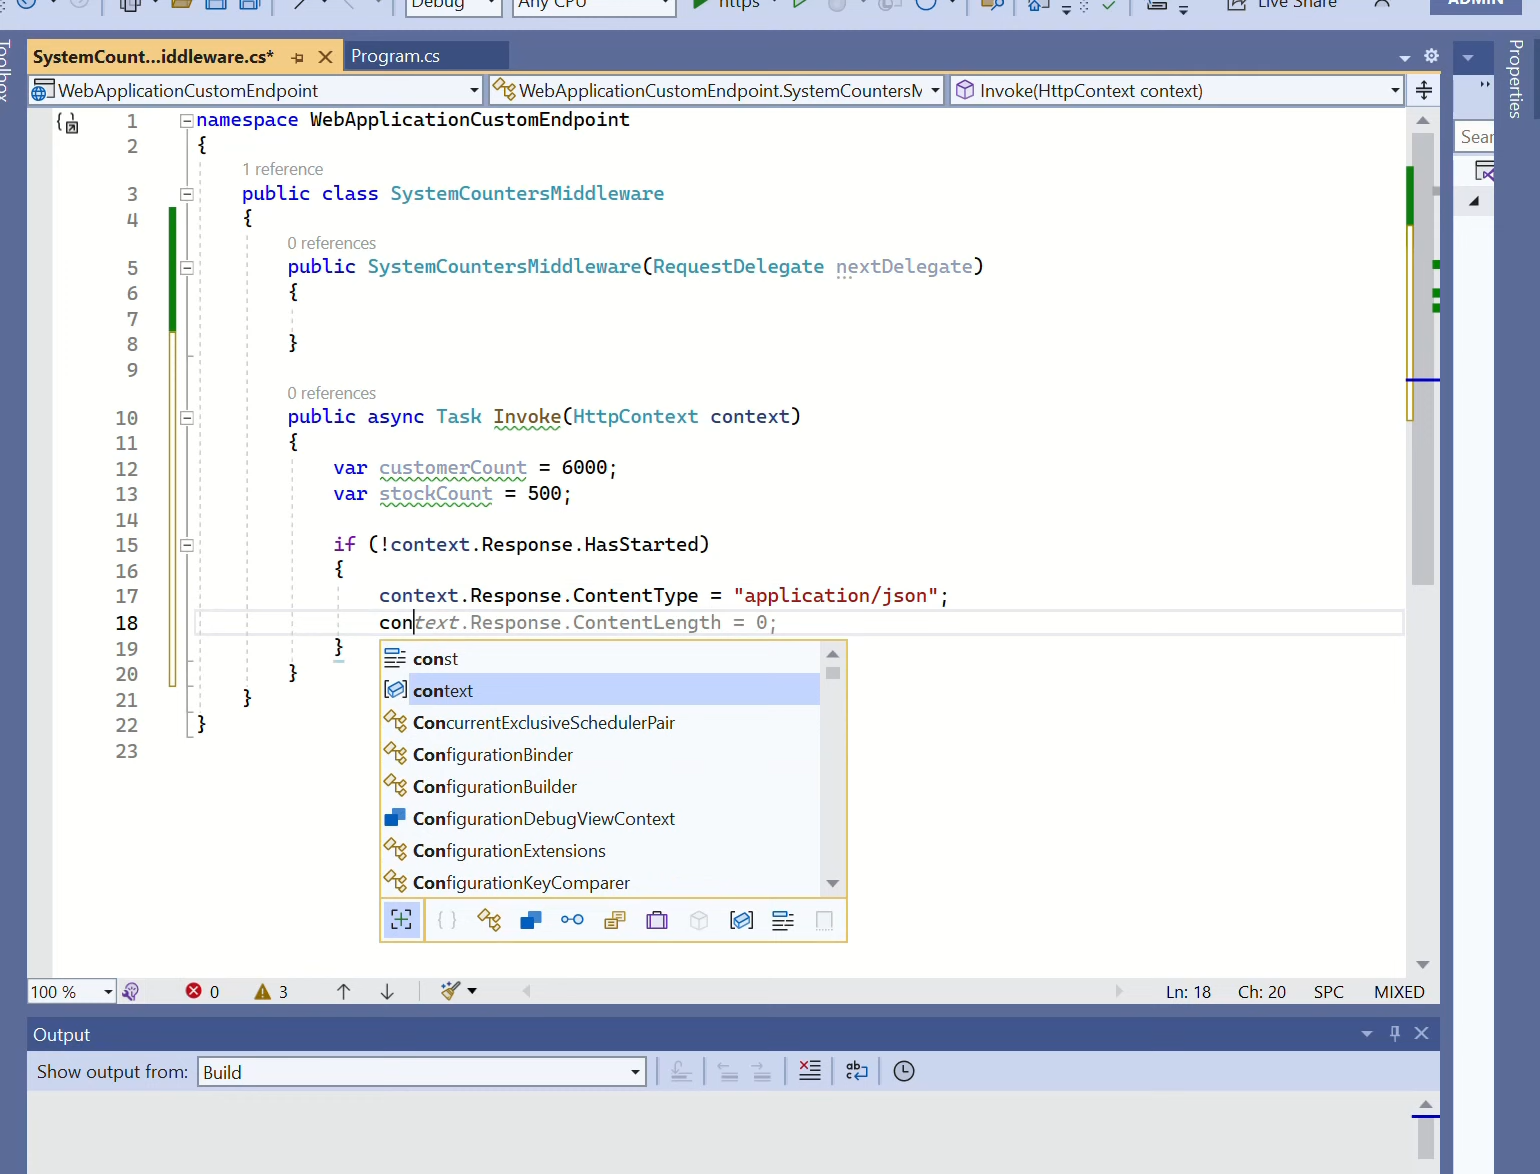 Debug Any CPU https Live Share ADMIN
Toolbox
SystemCount...iddleware.cs* Program.cs
Properties
WebApplicationCustomEndpoint WebApplicationCustomEndpoint.SystemCountersM Invoke(HttpContext context)
Sear
1 namespace WebApplicationCustomEndpoint
2 {
1 reference
3 public class SystemCountersMiddleware
4 {
0 references
5 public SystemCountersMiddleware(RequestDelegate nextDelegate)
6 {
7
8 }
9
0 references
10 public async Task Invoke(HttpContext context)
11 {
12 var customerCount = 6000;
13 var stockCount = 500;
14
15 if (!context.Response.HasStarted)
16 {
17 context.Response.ContentType = "application/json";
18 context.Response.ContentLength = 0;
19 }
20 }
21 }
22 }
23
const
context
ConcurrentExclusiveSchedulerPair
ConfigurationBinder
ConfigurationBuilder
ConfigurationDebugViewContext
ConfigurationExtensions
ConfigurationKeyComparer
100 % 0 3 Ln: 18 Ch: 20 SPC MIXED
Output
Show output from: Build